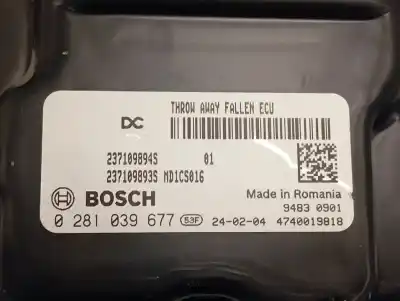 THROW AWAY FALLEN ECU
DC
237109894S 01
237109893S MD1CS016
BOSCH
Made in Romania
9483 0901
0 281 039 677 53F 24-02-04 4740019818